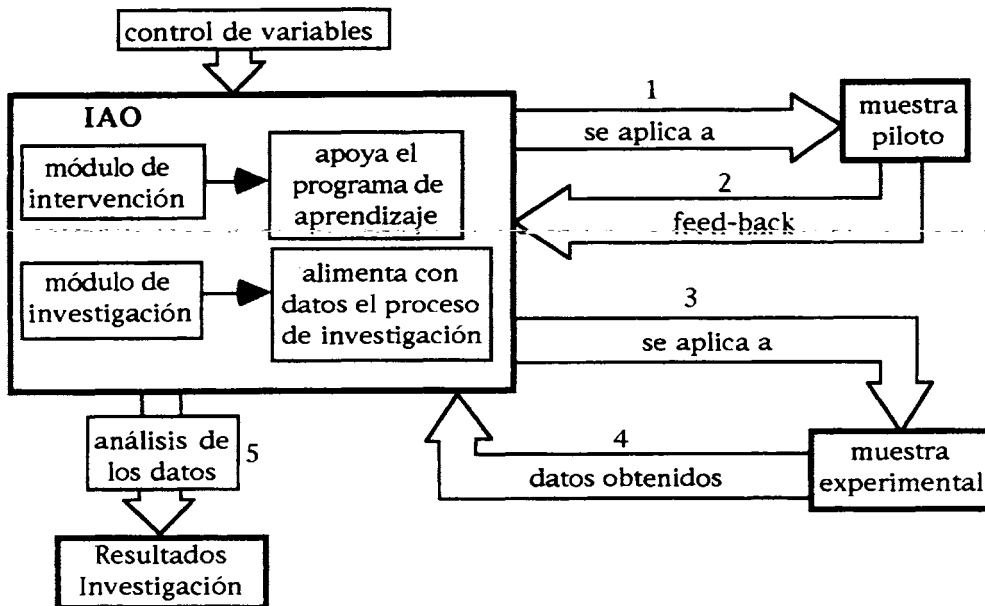 control de variables
IAO
módulo de
intervención
apoya el
programa de
aprendizaje
módulo de
investigación
alimenta con
datos el proceso
de investigación
1
se aplica a
muestra
piloto
2
feed-back
3
se aplica a
muestra
experimental
4
datos obtenidos
análisis de
los datos
5
Resultados
Investigación